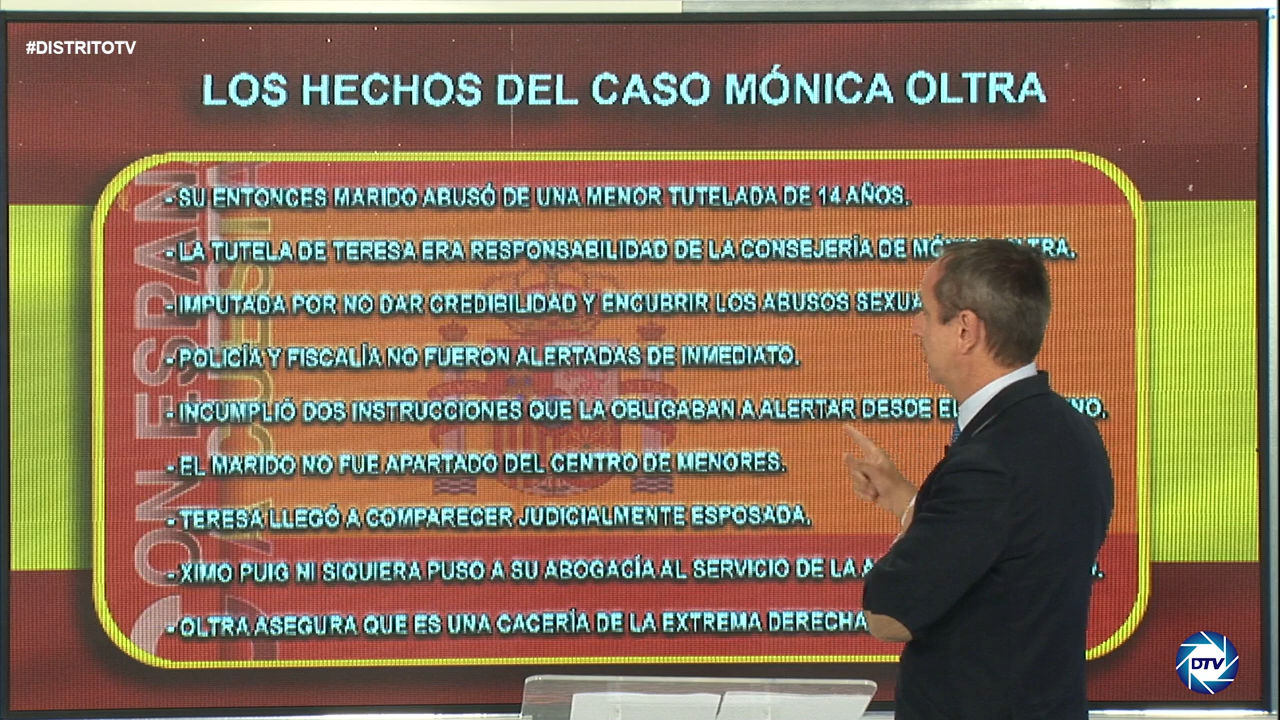 #DISTRITOTV
LOS HECHOS DEL CASO MÓNICA OLTRA
- SU ENTONCES MARIDO ABUSÓ DE UNA MENOR TUTELADA DE 14 AÑOS.
- LA TUTELA DE TERESA ERA RESPONSABILIDAD DE LA CONSEJERÍA DE MÓNICA OLTRA.
- IMPUTADA POR NO DAR CREDIBILIDAD Y ENCUBRIR LOS ABUSOS
- POLICÍA Y FISCALÍA NO FUERON ALERTADAS DE INMEDIATO.
- INCUMPLIÓ DOS INSTRUCCIONES QUE LA OBLIGABAN A ALERTAR DESDE
- EL MARIDO NO FUE APARTADO DEL CENTRO DE MENORES.
- TERESA LLEGÓ A COMPARECER JUDICIALMENTE ESPOSADA.
- XIMO PUIG NI SIQUIERA PUSO A SU ABOGACÍA AL SERVICIO DE LA
- OLTRA ASEGURA QUE ES UNA CACERÍA DE LA EXTREMA DERECHA
DTV